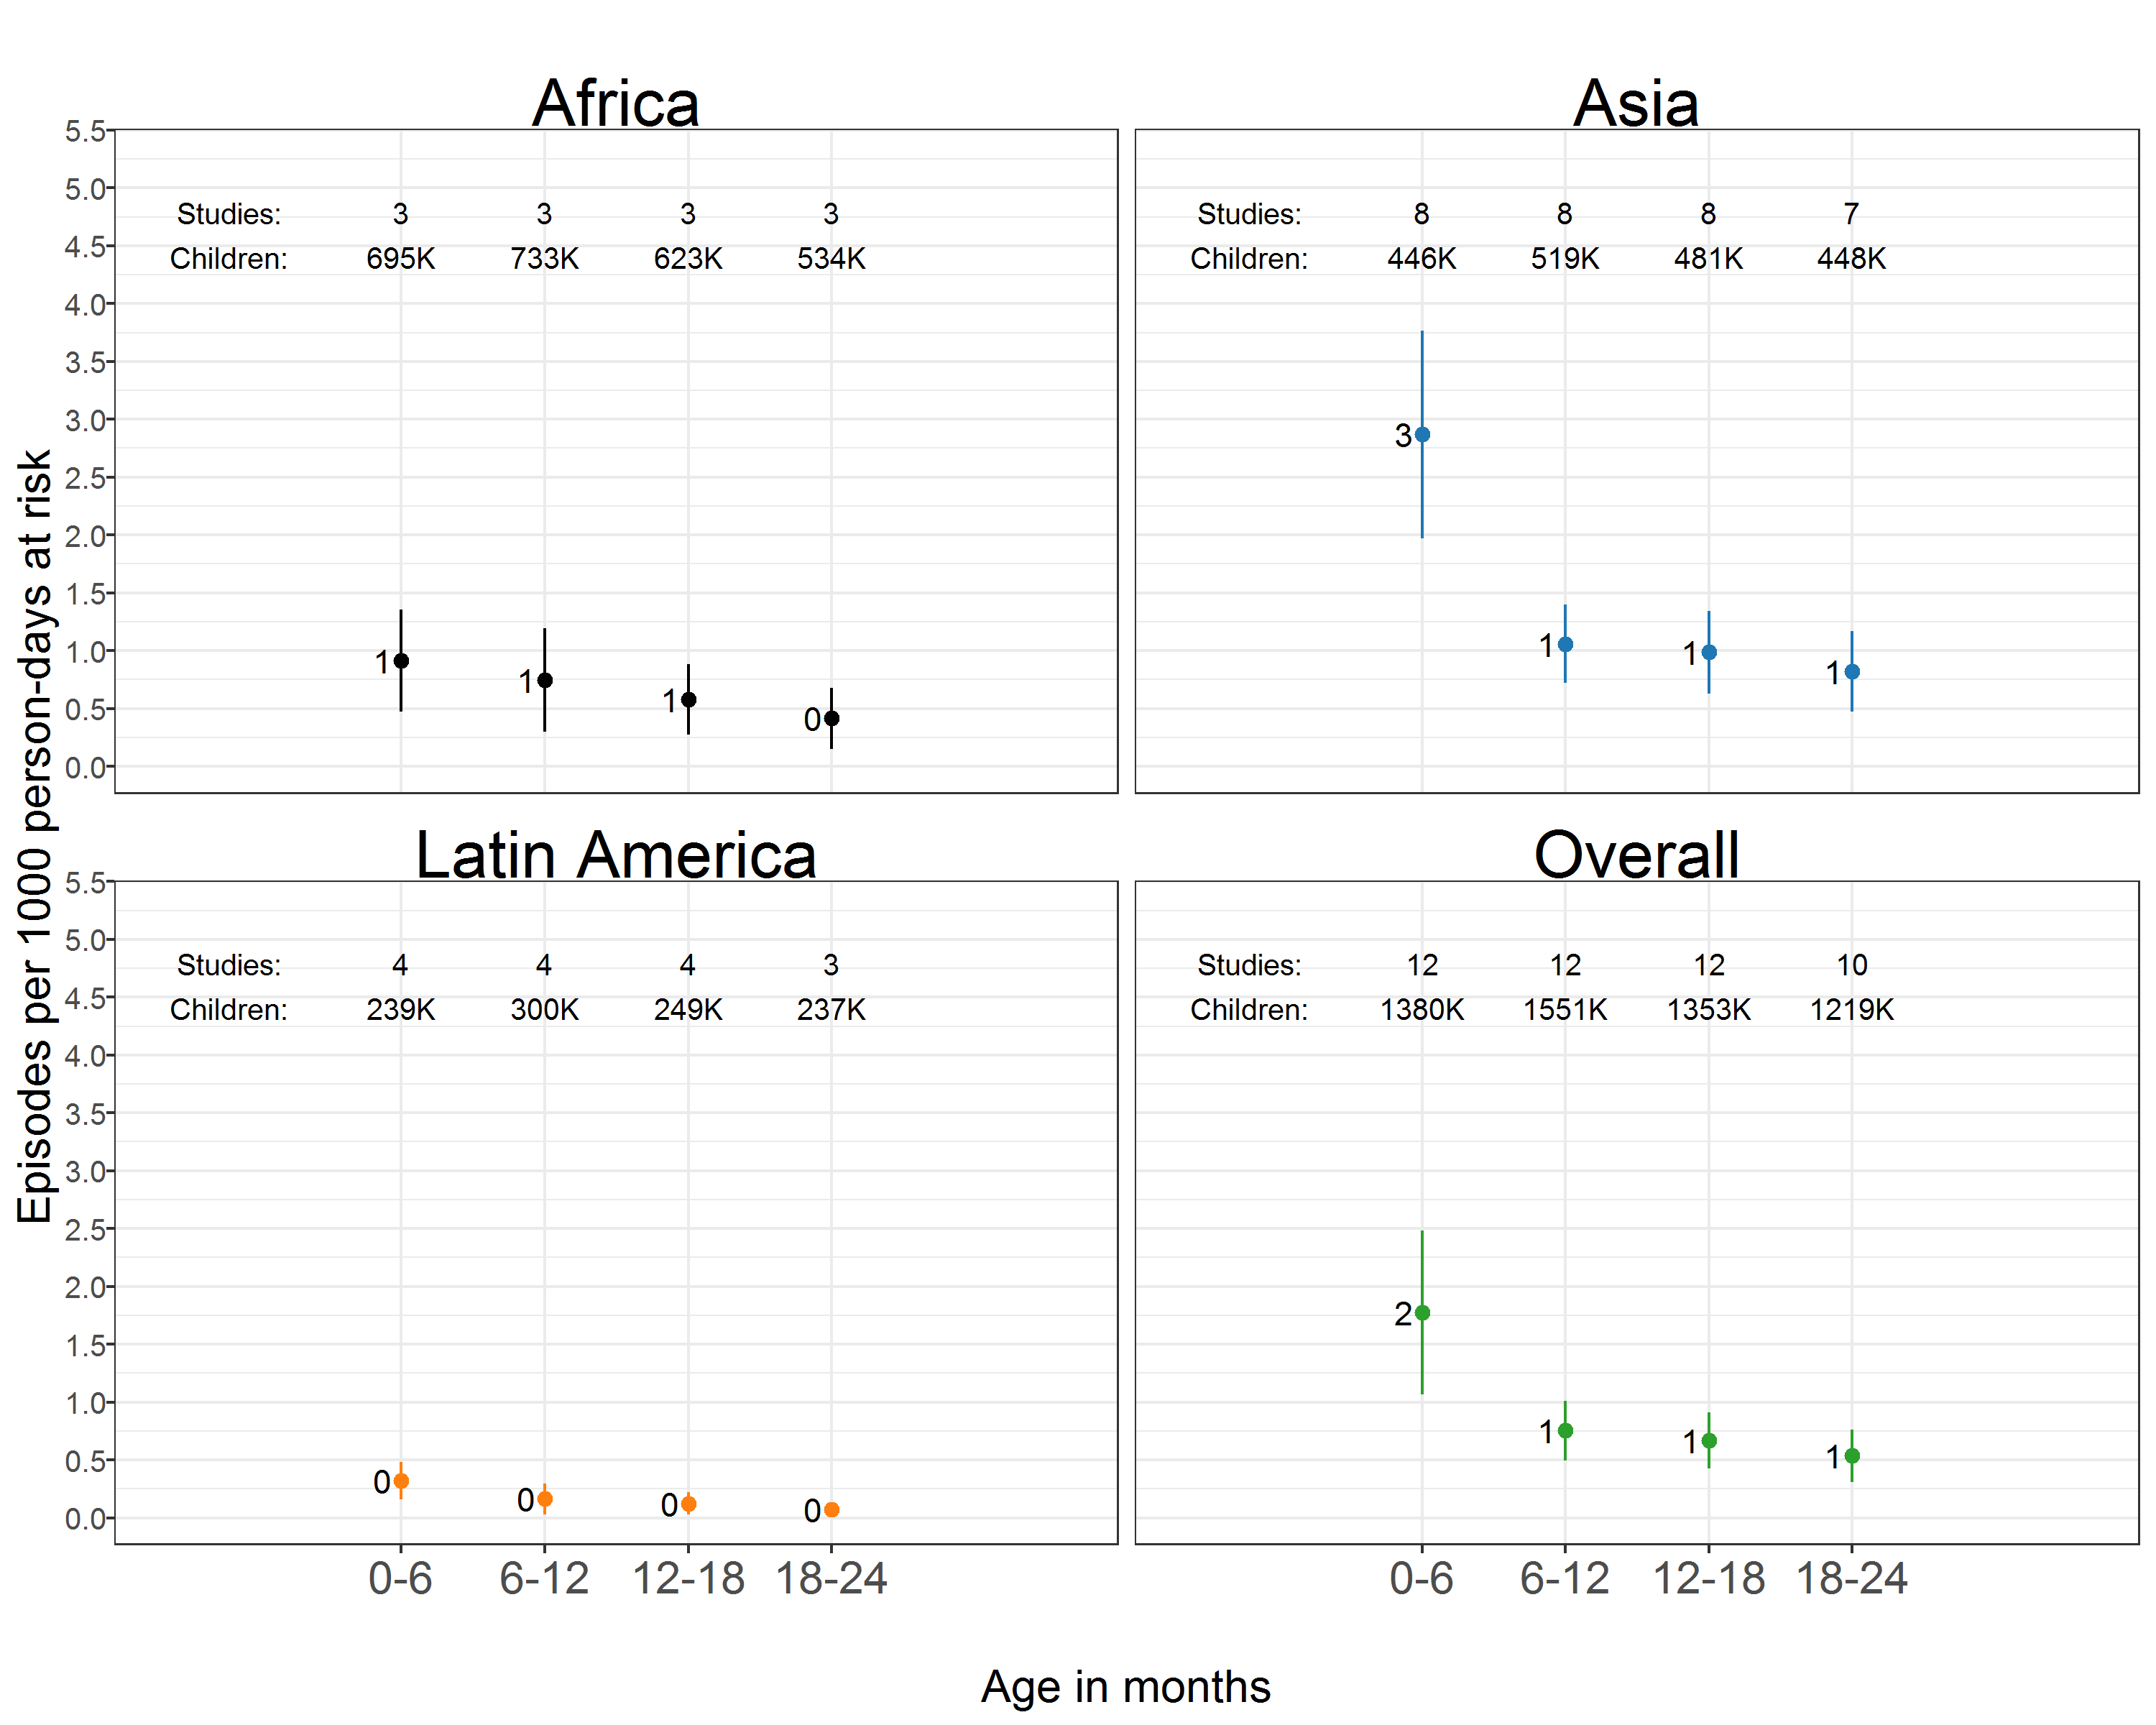 Africa
Asia
5.5
5.0
4.5
4.0
3.5
3.0
2.5
2.0
1.5
1.0
0.5
0.0
Studies: 3 3 3 3
Children: 695K 733K 623K 534K
1 1 1 0
Studies: 8 8 8 7
Children: 446K 519K 481K 448K
3 1 1 1
Episodes per 1000 person-days at risk
Latin America
Overall
5.5
5.0
4.5
4.0
3.5
3.0
2.5
2.0
1.5
1.0
0.5
0.0
Studies: 4 4 4 3
Children: 239K 300K 249K 237K
0 0 0 0
Studies: 12 12 12 10
Children: 1380K 1551K 1353K 1219K
2 1 1 1
0-6 6-12 12-18 18-24
0-6 6-12 12-18 18-24
Age in months